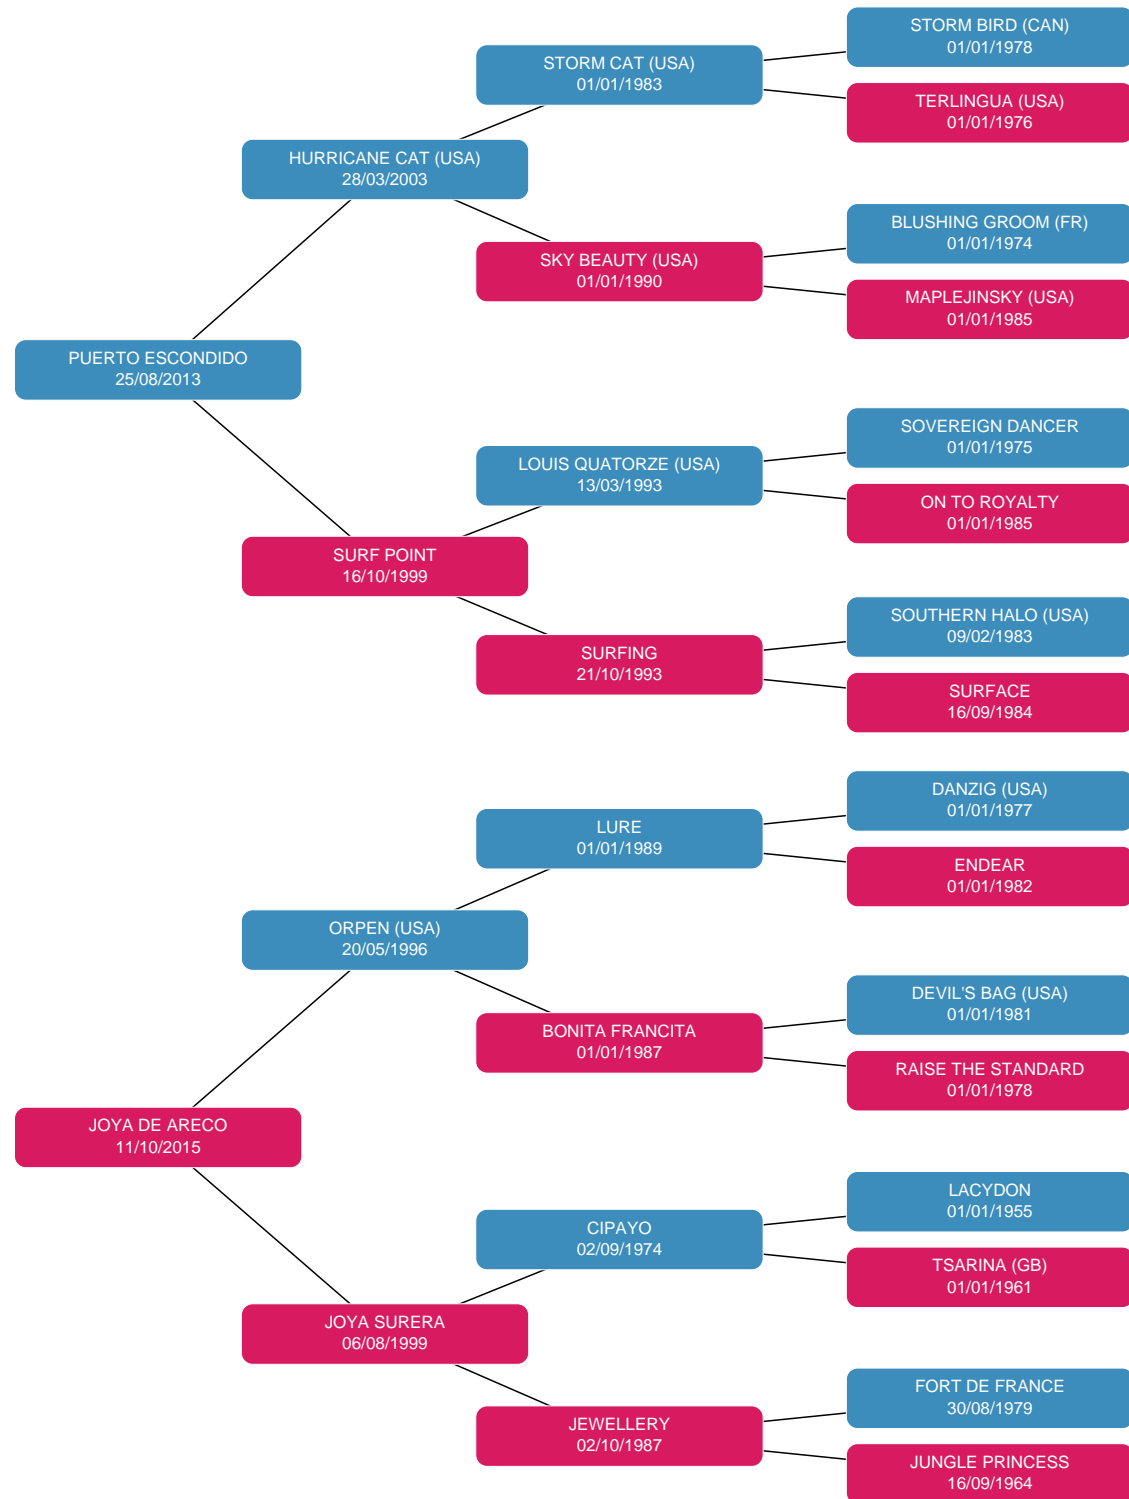 STORM BIRD (CAN)
01/01/1978
STORM CAT (USA)
01/01/1983
TERLINGUA (USA)
01/01/1976
HURRICANE CAT (USA)
28/03/2003
BLUSHING GROOM (FR)
01/01/1974
SKY BEAUTY (USA)
01/01/1990
MAPLEJINSKY (USA)
01/01/1985
PUERTO ESCONDIDO
25/08/2013
SOVEREIGN DANCER
01/01/1975
LOUIS QUATORZE (USA)
13/03/1993
ON TO ROYALTY
01/01/1985
SURF POINT
16/10/1999
SOUTHERN HALO (USA)
09/02/1983
SURFING
21/10/1993
SURFACE
16/09/1984
DANZIG (USA)
01/01/1977
LURE
01/01/1989
ENDEAR
01/01/1982
ORPEN (USA)
20/05/1996
DEVIL'S BAG (USA)
01/01/1981
BONITA FRANCITA
01/01/1987
RAISE THE STANDARD
01/01/1978
JOYA DE ARECO
11/10/2015
LACYDON
01/01/1955
CIPAYO
02/09/1974
TSARINA (GB)
01/01/1961
JOYA SURERA
06/08/1999
FORT DE FRANCE
30/08/1979
JEWELLERY
02/10/1987
JUNGLE PRINCESS
16/09/1964